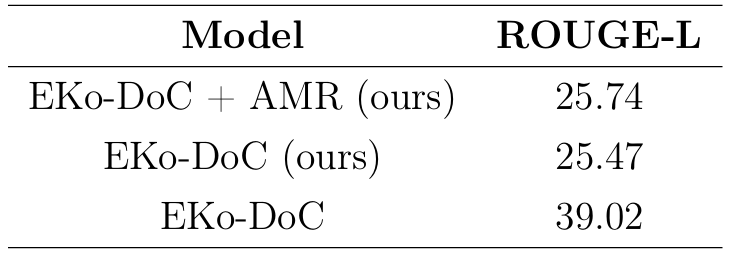 Model ROUGE-L
EKo-DoC + AMR (ours) 25.74
EKo-DoC (ours) 25.47
EKo-DoC 39.02